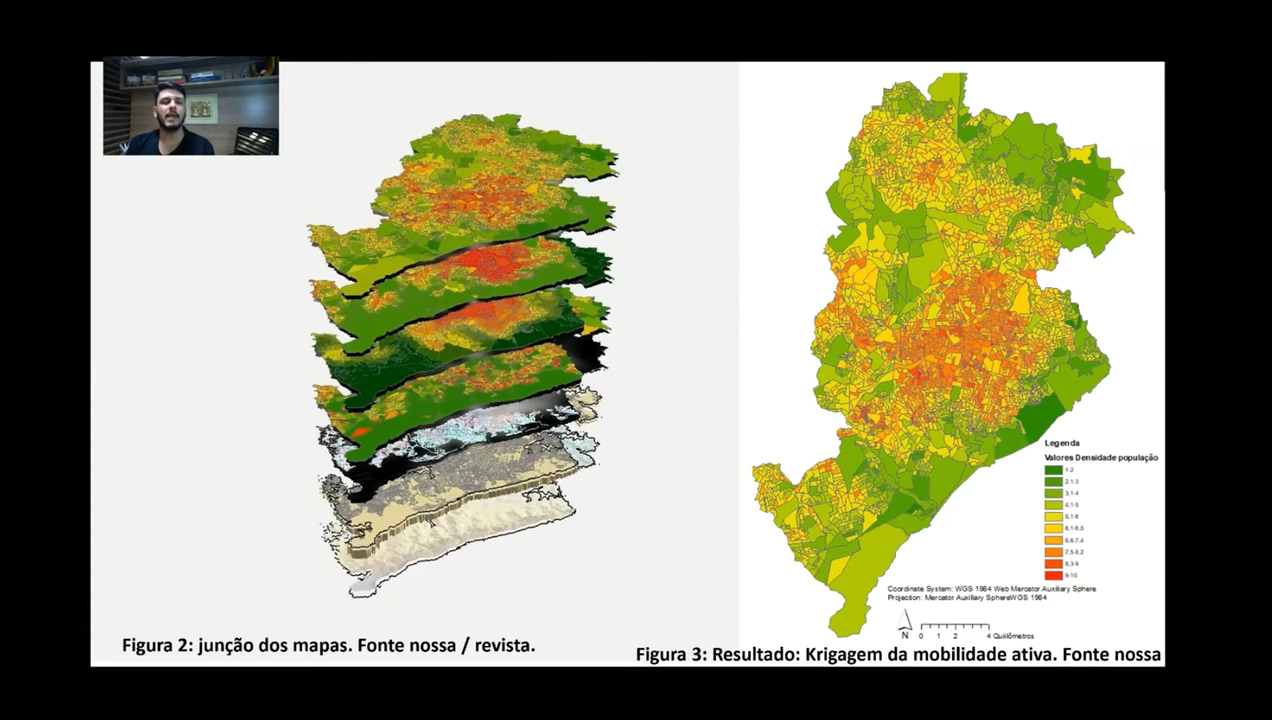 Legenda
Valores Densidade população
1-2
2,1-3
3,1-4
4,1-5
5,1-6
6,1-6,5
6,6-7,4
7,5-8,2
8,3-9
9-10
Coordinate System: WGS 1984 Web Mercator Auxiliary Sphere
Projection: Mercator Auxiliary SphereWGS 1984
N
0 1 2 4 Quilômetros
Figura 2: junção dos mapas. Fonte nossa / revista.
Figura 3: Resultado: Krigagem da mobilidade ativa. Fonte nossa